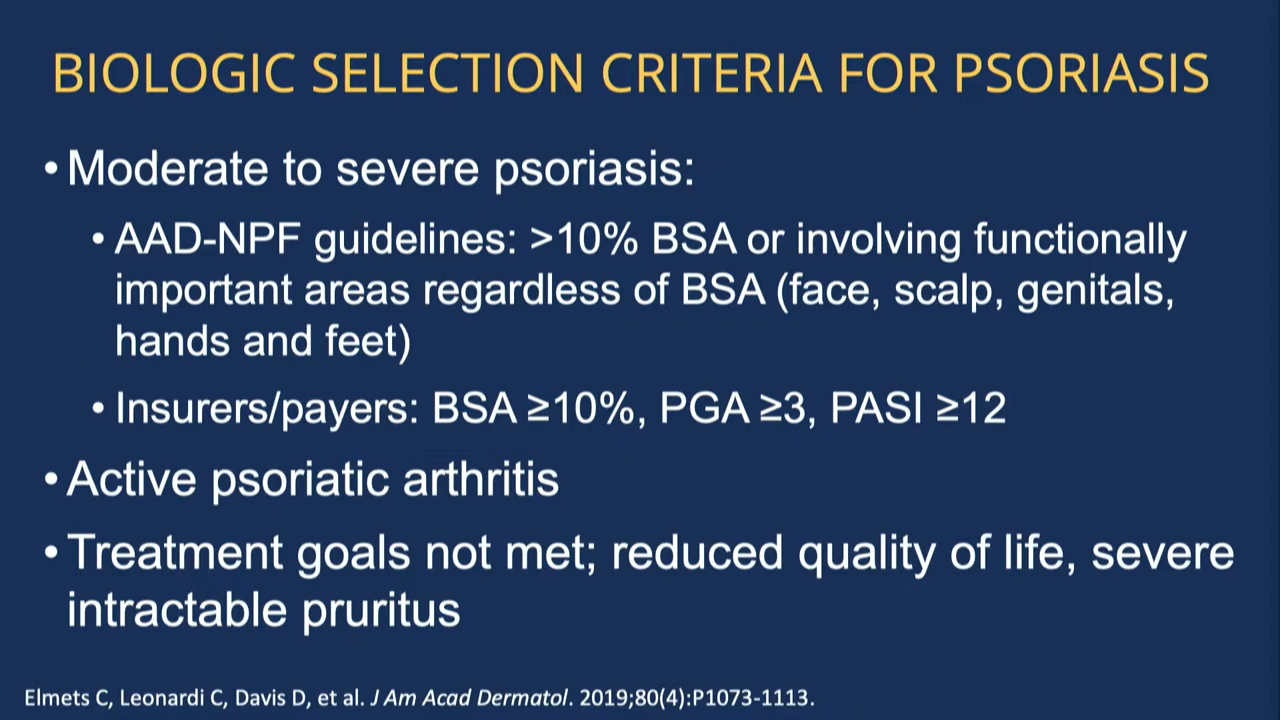 BIOLOGIC SELECTION CRITERIA FOR PSORIASIS
• Moderate to severe psoriasis:
• AAD-NPF guidelines: >10% BSA or involving functionally
important areas regardless of BSA (face, scalp, genitals,
hands and feet)
• Insurers/payers: BSA ≥10%, PGA ≥3, PASI ≥12
• Active psoriatic arthritis
• Treatment goals not met; reduced quality of life, severe
intractable pruritus
Elmets C, Leonardi C, Davis D, et al. J Am Acad Dermatol. 2019;80(4):P1073-1113.